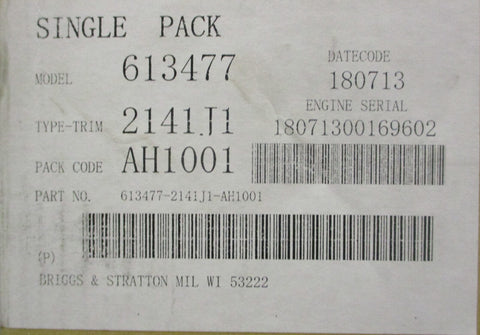 SINGLE PACK
MODEL 613477
DATECODE
180713
ENGINE SERIAL
TYPE-TRIM 2141J1
18071300169602
PACK CODE AH1001
PART NO. 613477-2141J1-AH1001
(P)
BRIGGS & STRATTON MIL WI 53222